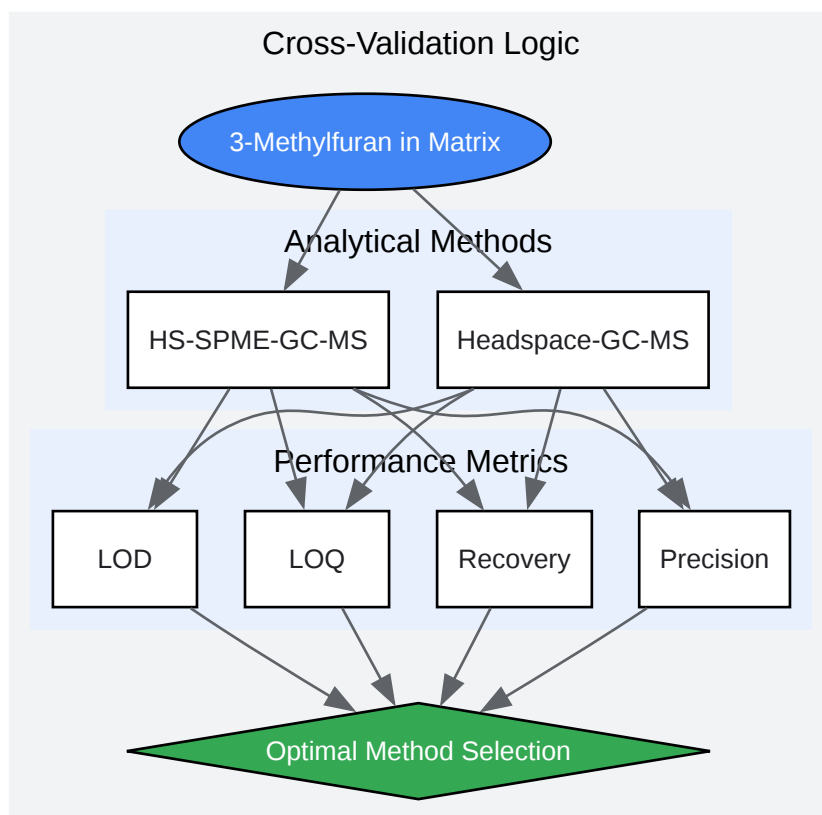 Cross-Validation Logic
3-Methylfuran in Matrix
Analytical Methods
HS-SPME-GC-MS
Headspace-GC-MS
Performance Metrics
LOD
LOQ
Recovery
Precision
Optimal Method Selection